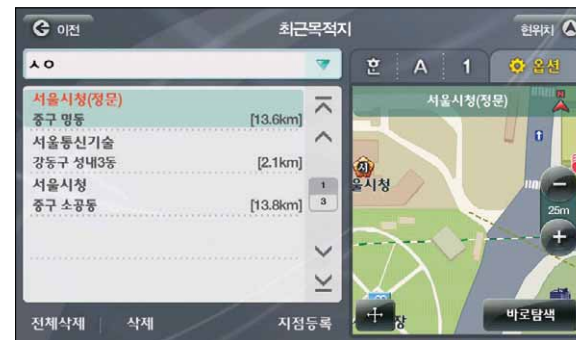 이전
최근목적지
현위치
ㅅㅇ
ᄒᆞᆫ
A
1
옵션
서울시청(정문)
중구 명동
[13.6km]
서울통신기술
강동구 성내3동
[2.1km]
서울시청
중구 소공동
[13.8km]
1
3
서울시청(정문)
시
울시청
25m
장
전체삭제
삭제
지점등록
바로탐색